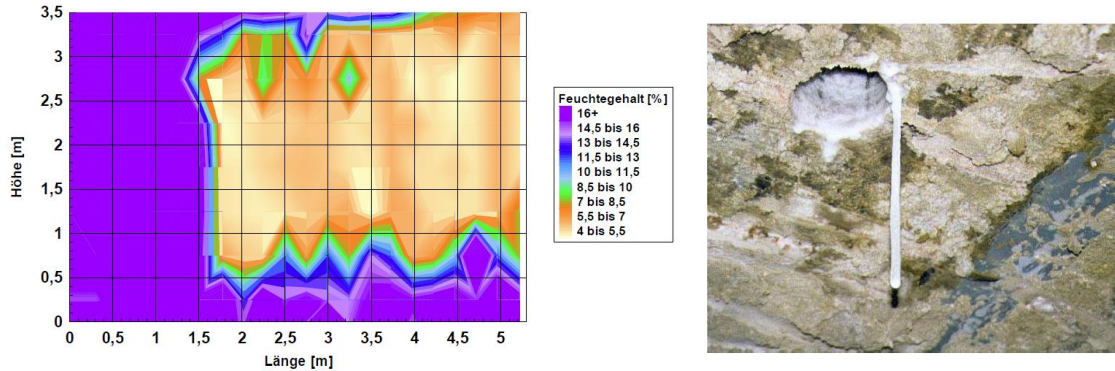 3,5
3
2,5
2
1,5
1
0,5
0
Höhe [m]
0 0,5 1 1,5 2 2,5 3 3,5 4 4,5 5
Länge [m]
Feuchtegehalt [%]
16+
14,5 bis 16
13 bis 14,5
11,5 bis 13
10 bis 11,5
8,5 bis 10
7 bis 8,5
5,5 bis 7
4 bis 5,5